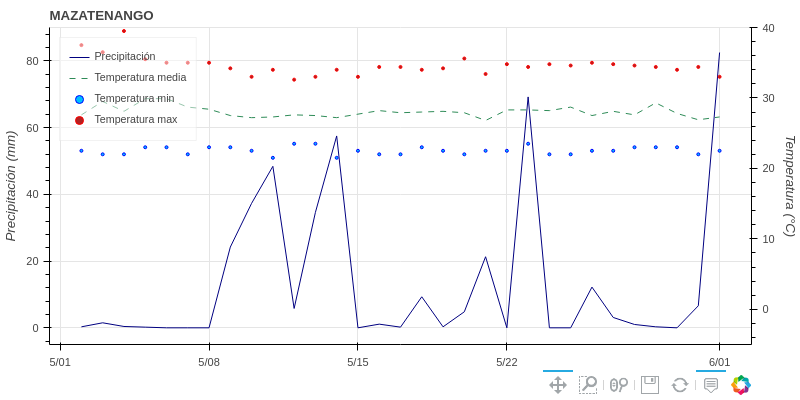 MAZATENANGO
Precipitación
Temperatura media
Temperatura min
Temperatura max
Precipitación (mm)
80
60
40
20
0
Temperatura (°C)
40
30
20
10
0
5/01
5/08
5/15
5/22
6/01